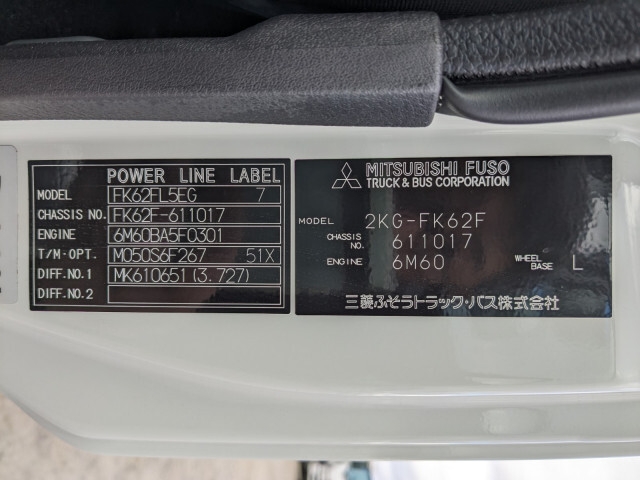 POWER LINE LABEL
MODEL FK62FL5EG 7
CHASSIS NO. FK62F-611017
ENGINE 6M60BA5F0301
T/M·OPT. M050S6F267 51X
DIFF.NO.1 MK610651(3.727)
DIFF.NO.2
MITSUBISHI FUSO
TRUCK & BUS CORPORATION
MODEL 2KG-FK62F
CHASSIS NO. 611017
ENGINE 6M60 WHEEL BASE L
三菱ふそうトラック・バス株式会社